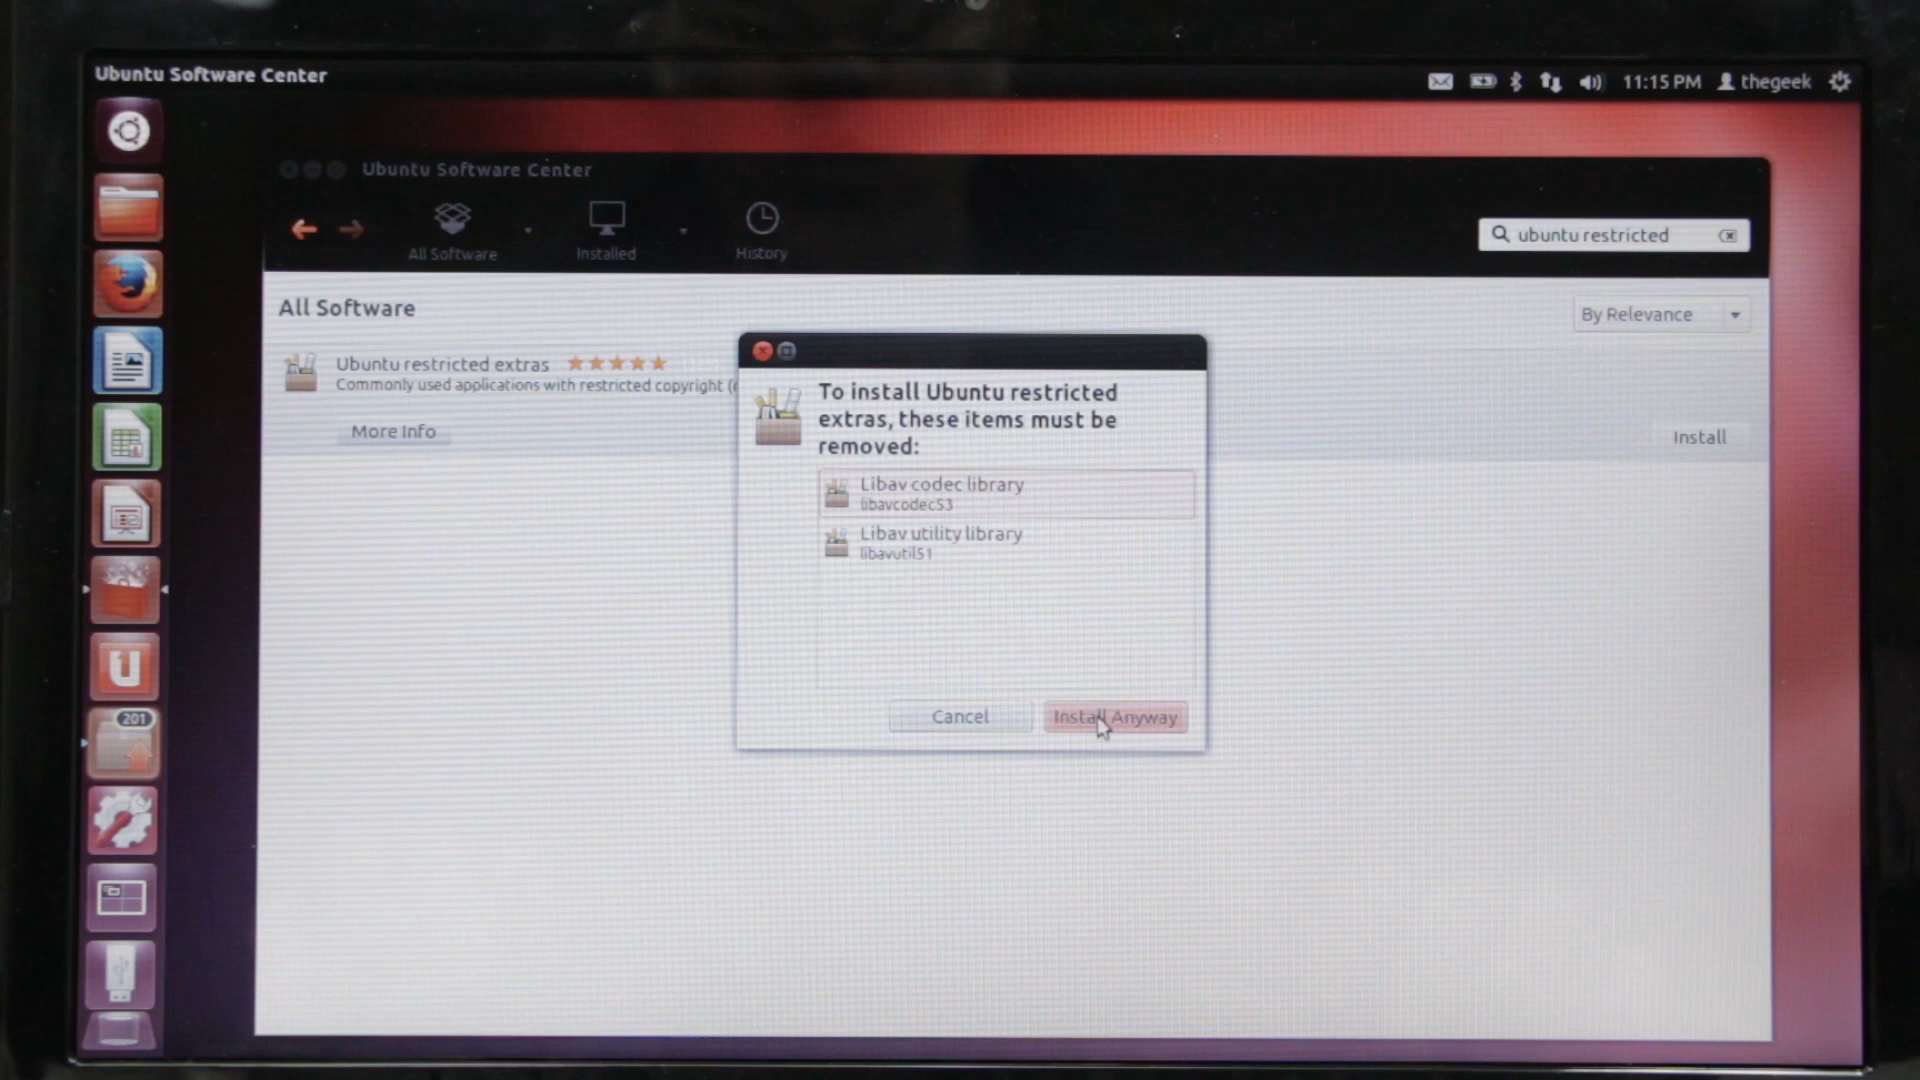 Ubuntu Software Center
11:15 PM
thegeek
Ubuntu Software Center
All Software
Installed
History
ubuntu restricted
All Software
By Relevance
Ubuntu restricted extras
Commonly used applications with restricted copyright
More Info
Install
To install Ubuntu restricted
extras, these items must be
removed:
Libav codec library
libavcodec53
Libav utility library
libavutil51
Cancel
Install Anyway
201